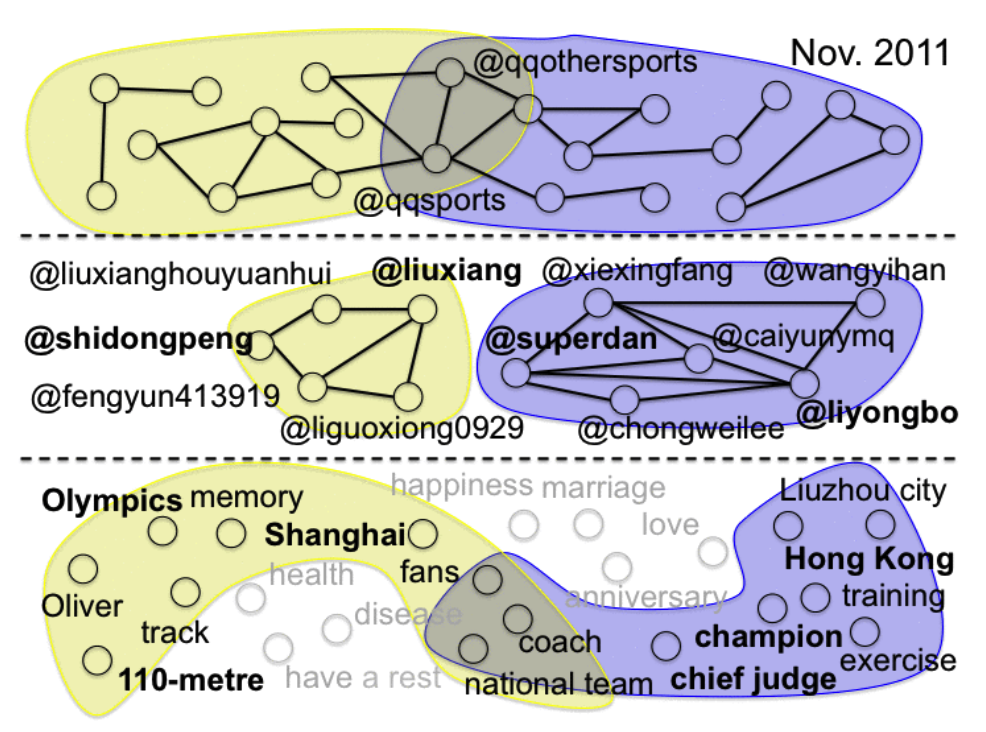 @qqothersports
Nov. 2011
@qqsports
@liuxianghouyuanhui
@liuxiang
@xiexingfang
@wangyihan
@shidongpeng
@superdan
@caiyunymq
@fengyun413919
@liguoxiong0929
@chongweilee
@liyongbo
happiness
marriage
Liuzhou city
Olympics
memory
Shanghai
love
Hong Kong
health
fans
Oliver
disease
anniversary
training
track
coach
champion
exercise
110-metre
have a rest
national team
chief judge